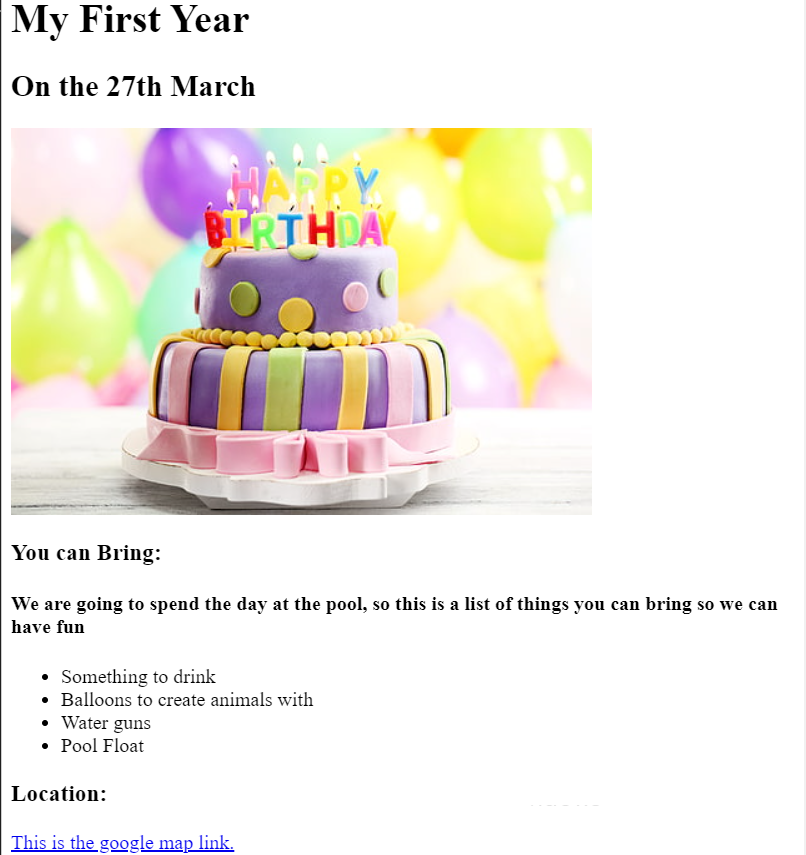 My First Year
On the 27th March
HAPPY
BIRTHDAY
You can Bring:
We are going to spend the day at the pool, so this is a list of things you can bring so we can
have fun
Something to drink
Balloons to create animals with
Water guns
Pool Float
Location:
This is the google map link.